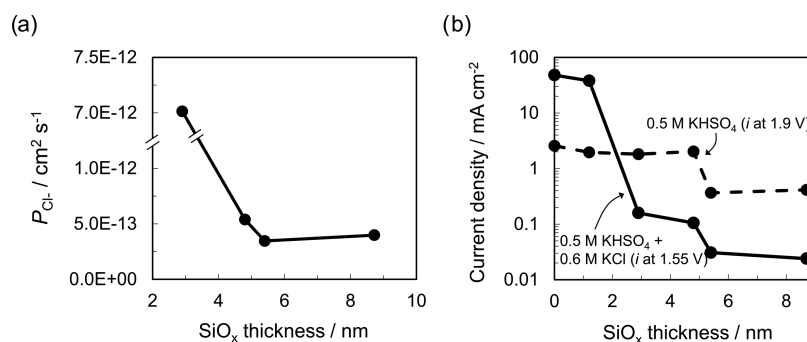 (a)
7.5E-12
7.0E-12
1.0E-12
5.0E-13
0.0E+00
P_Cl- / cm² s⁻¹
2 4 6 8 10
SiOₓ thickness / nm
(b)
100
10
1
0.1
0.01
Current density / mA cm⁻²
0.5 M KHSO₄ (i at 1.9 V)
0.5 M KHSO₄ +
0.6 M KCl (i at 1.55 V)
0 2 4 6 8
SiOₓ thickness / nm